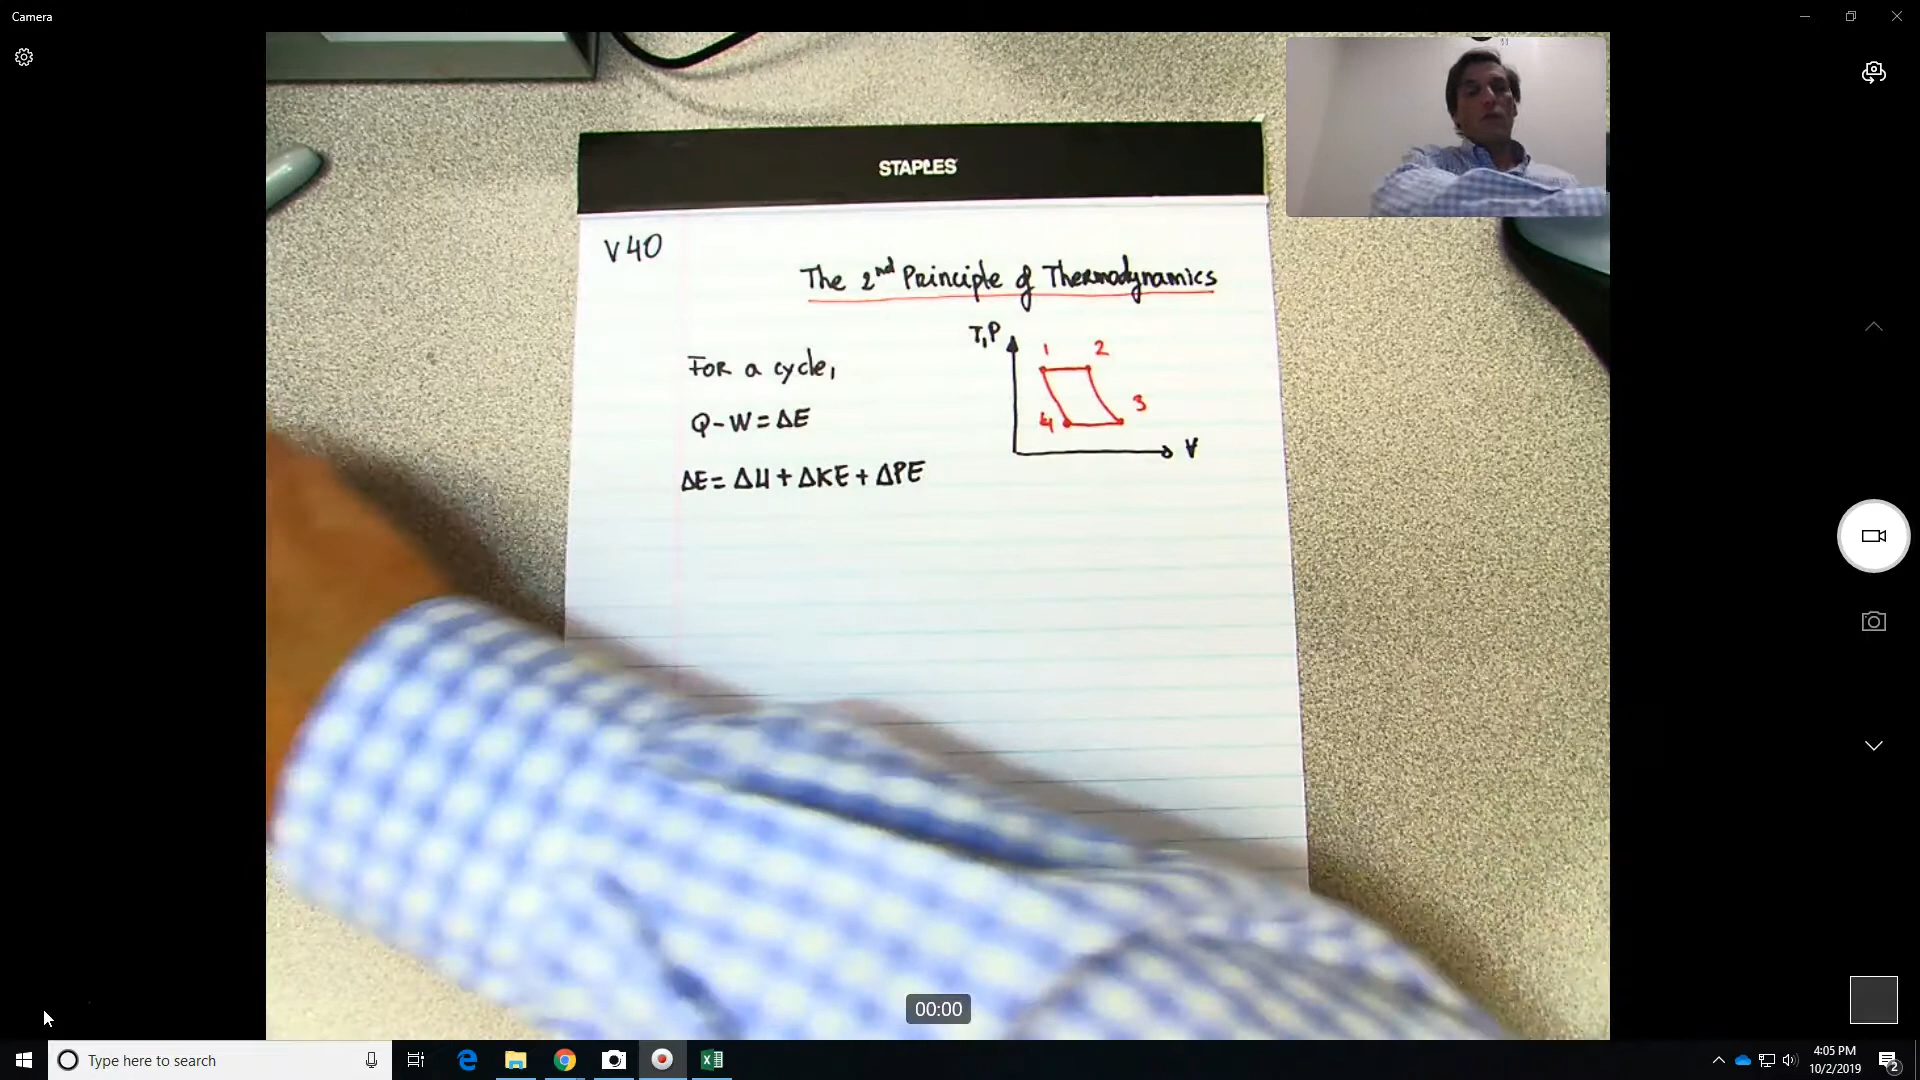 Camera
STAPLES
V40
The 2nd Principle of Thermodynamics
T,P
1 2
For a cycle,
3
4
Q-W=ΔE
V
ΔE= ΔU + ΔKE + ΔPE
00:00
Type here to search
4:05 PM
10/2/2019
2